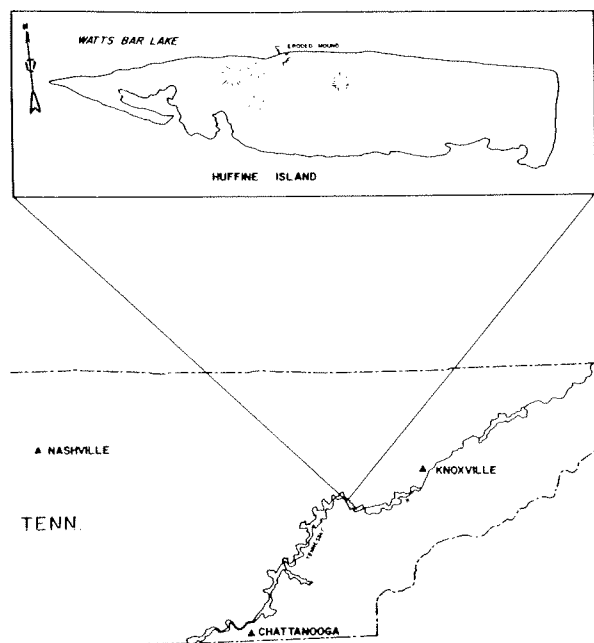 N
WATTS BAR LAKE
ERODED MOUND
HUFFINE ISLAND
NASHVILLE
KNOXVILLE
TENN.
CHATTANOOGA